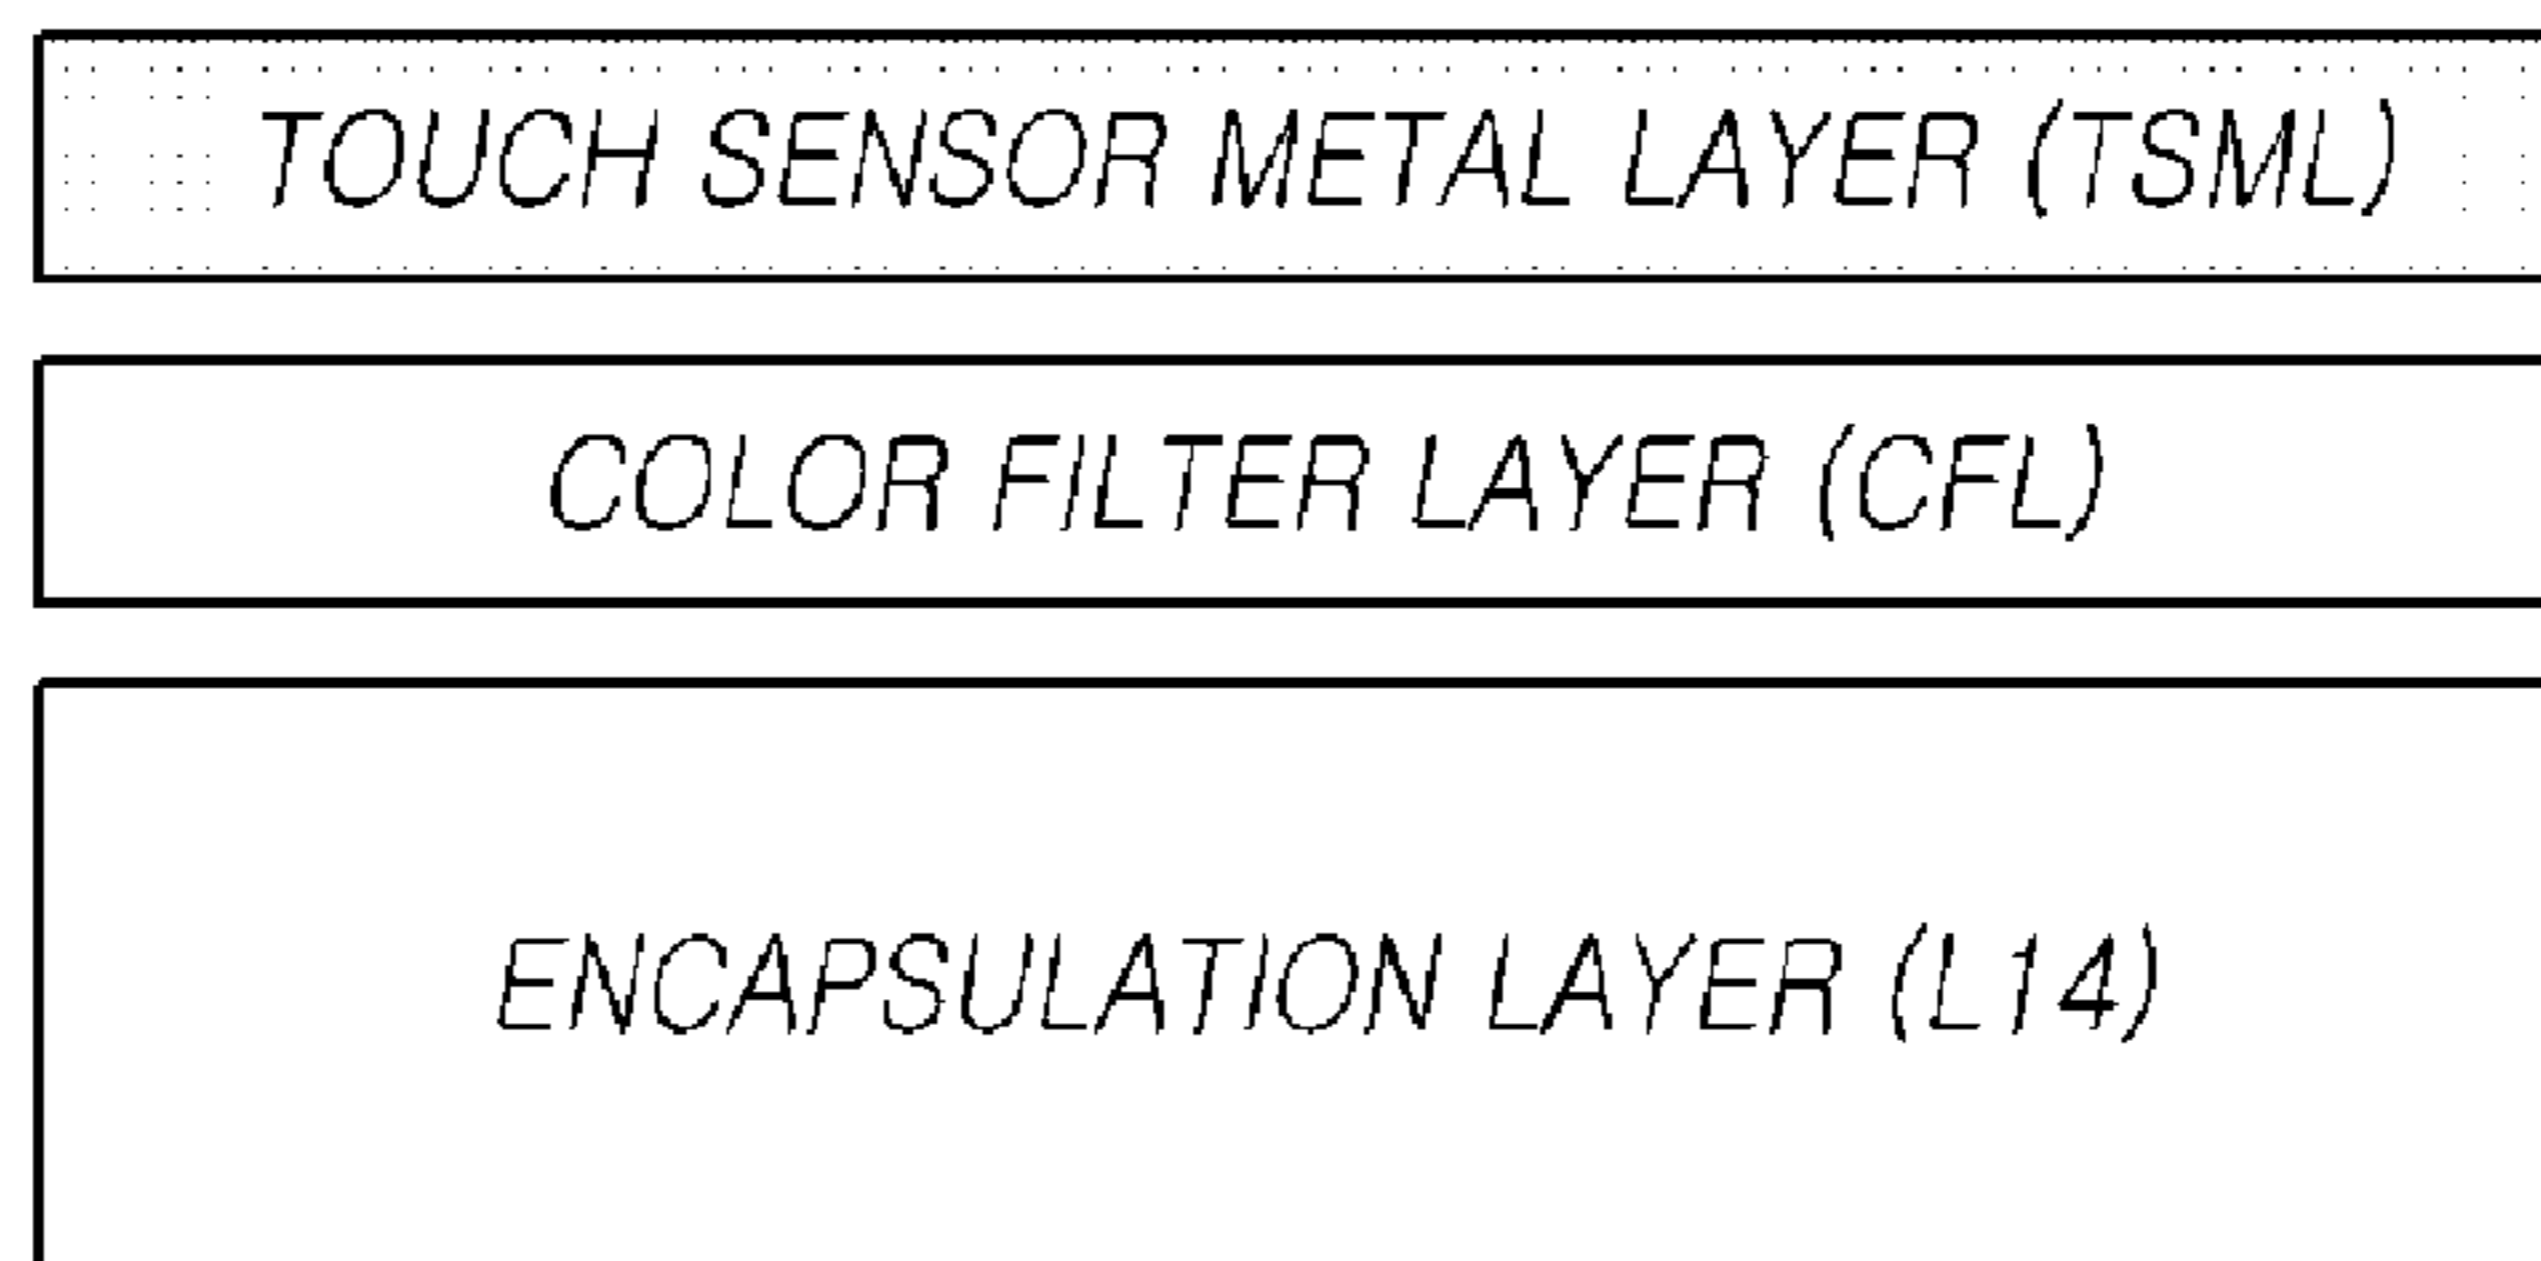 TOUCH SENSOR METAL LAYER (TSML)
COLOR FILTER LAYER (CFL)
ENCAPSULATION LAYER (L14)